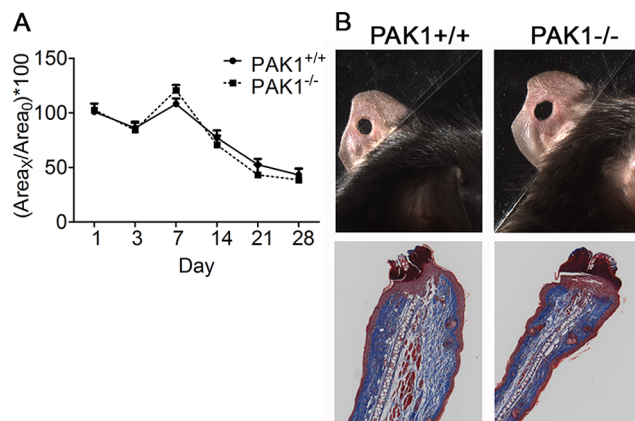 A
(AreaX/Area0)*100
150
100
50
0
1 3 7 14 21 28
Day
PAK1+/+
PAK1-/-
B
PAK1+/+ PAK1-/-